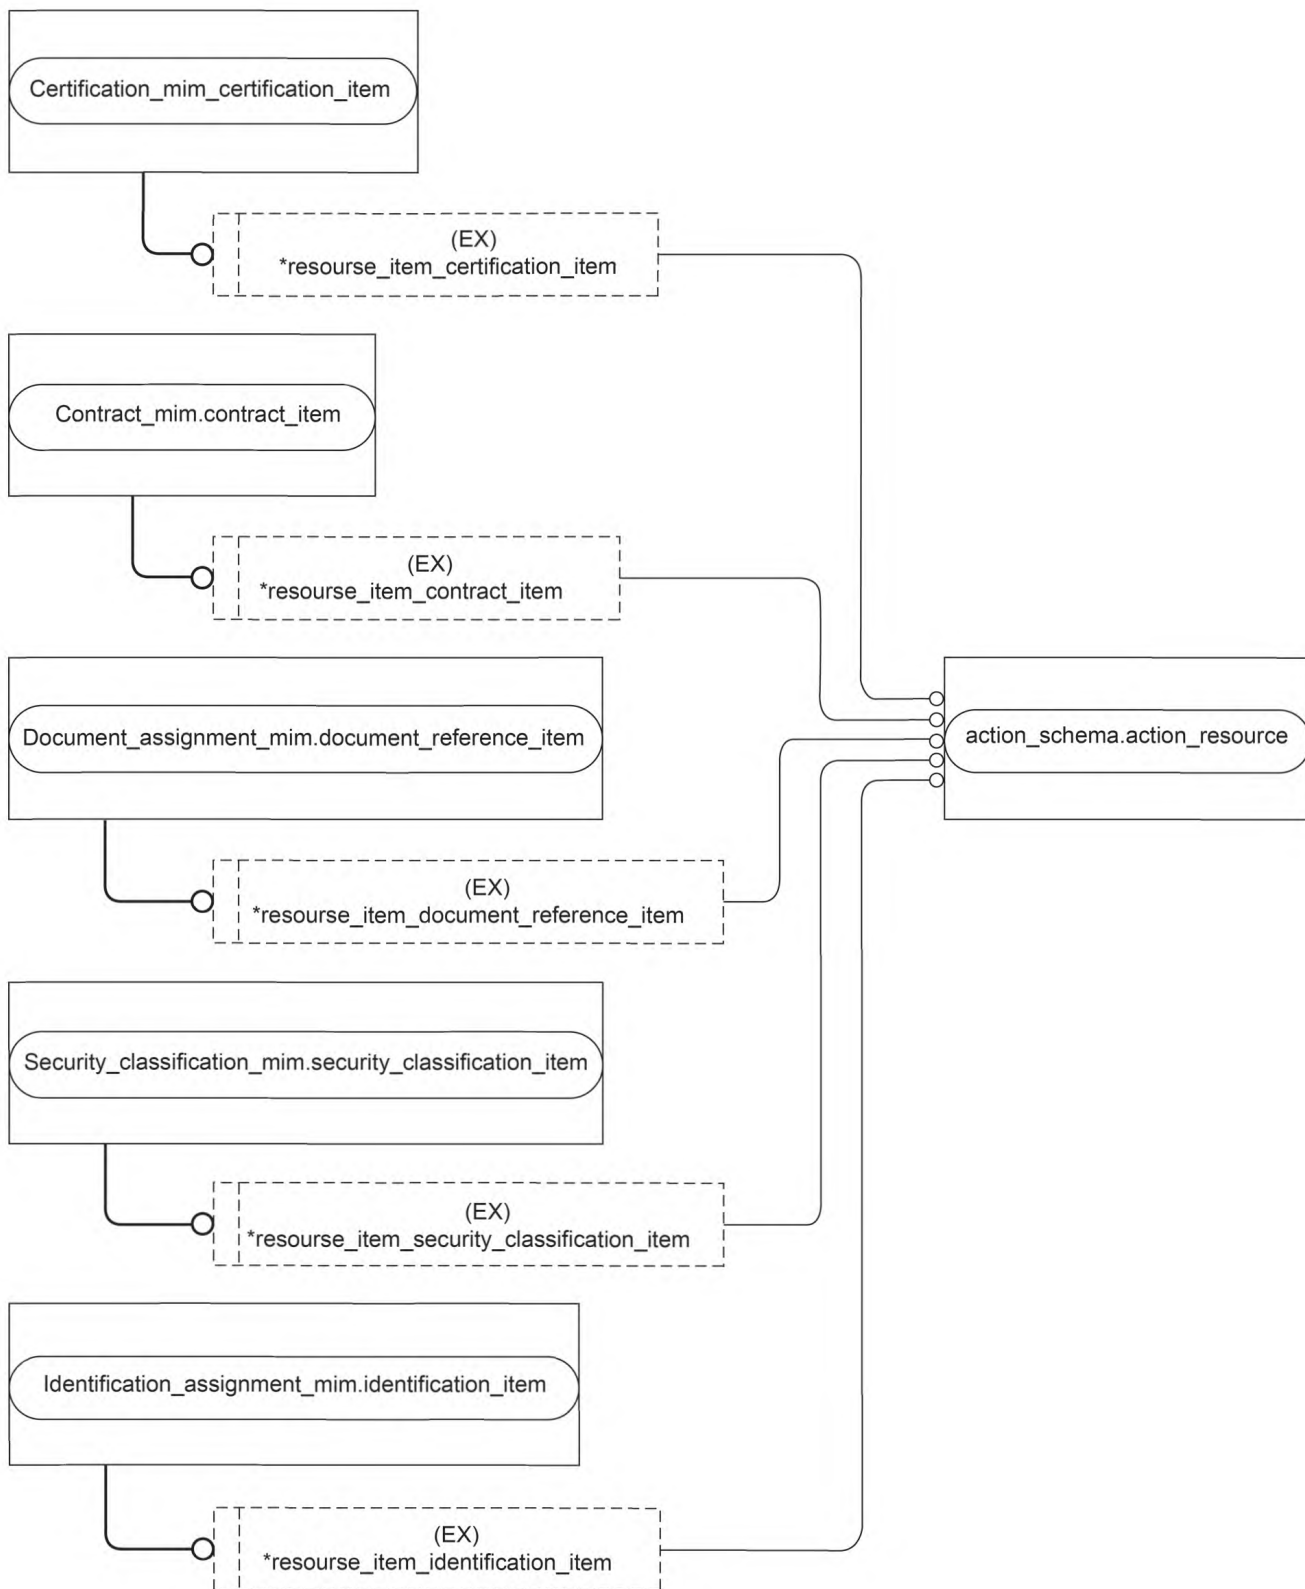 Certification_mim_certification_item
(EX)
*resourse_item_certification_item
Contract_mim.contract_item
(EX)
*resourse_item_contract_item
Document_assignment_mim.document_reference_item
action_schema.action_resource
(EX)
*resourse_item_document_reference_item
Security_classification_mim.security_classification_item
(EX)
*resourse_item_security_classification_item
Identification_assignment_mim.identification_item
(EX)
*resourse_item_identification_item